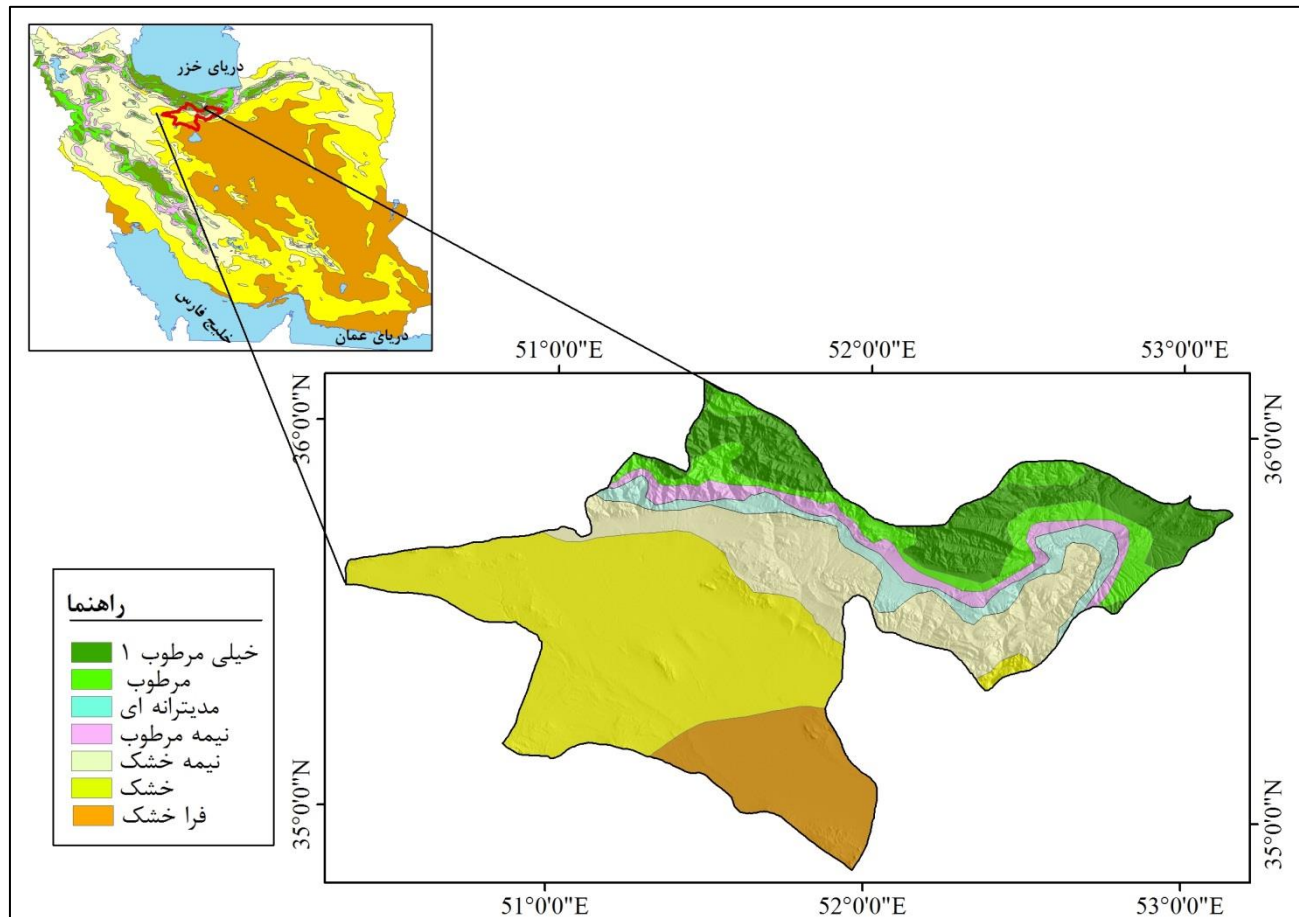 دریای خزر
خلیج فارس
دریای عمان
51°0'0"E
52°0'0"E
53°0'0"E
36°0'0"N
36°0'0"N
راهنما
خیلی مرطوب ۱
مرطوب
مدیترانه ای
نیمه مرطوب
نیمه خشک
خشک
فرا خشک
35°0'0"N
35°0'0"N
51°0'0"E
52°0'0"E
53°0'0"E